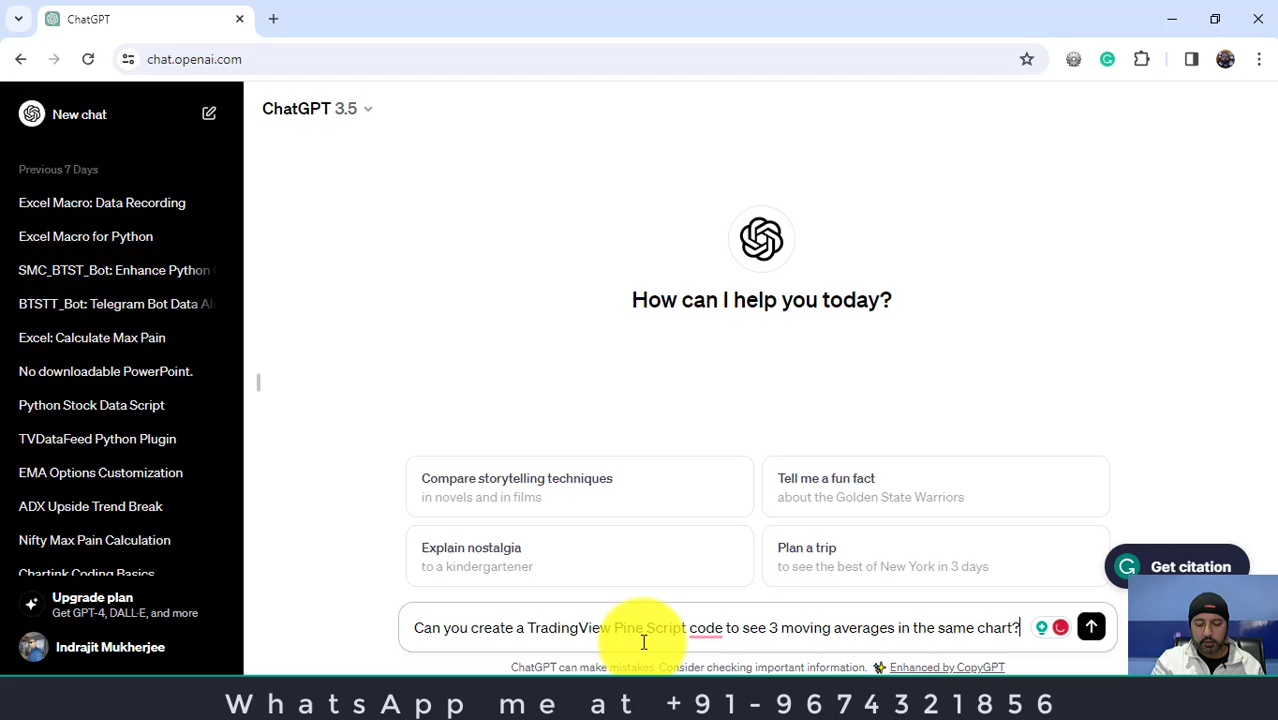 ChatGPT
chat.openai.com
New chat
ChatGPT 3.5
Previous 7 Days
Excel Macro: Data Recording
Excel Macro for Python
SMC_BTST_Bot: Enhance Python
BTSTT_Bot: Telegram Bot Data Al
Excel: Calculate Max Pain
No downloadable PowerPoint.
Python Stock Data Script
TVDataFeed Python Plugin
EMA Options Customization
ADX Upside Trend Break
Nifty Max Pain Calculation
Chartink Coding Basics
Upgrade plan
Get GPT-4, DALL·E, and more
Indrajit Mukherjee
How can I help you today?
Compare storytelling techniques
in novels and in films
Tell me a fun fact
about the Golden State Warriors
Explain nostalgia
to a kindergartener
Plan a trip
to see the best of New York in 3 days
Get citation
Can you create a TradingView Pine Script code to see 3 moving averages in the same chart?
ChatGPT can make mistakes. Consider checking important information. Enhanced by CopyGPT
WhatsApp me at +91-9674321856